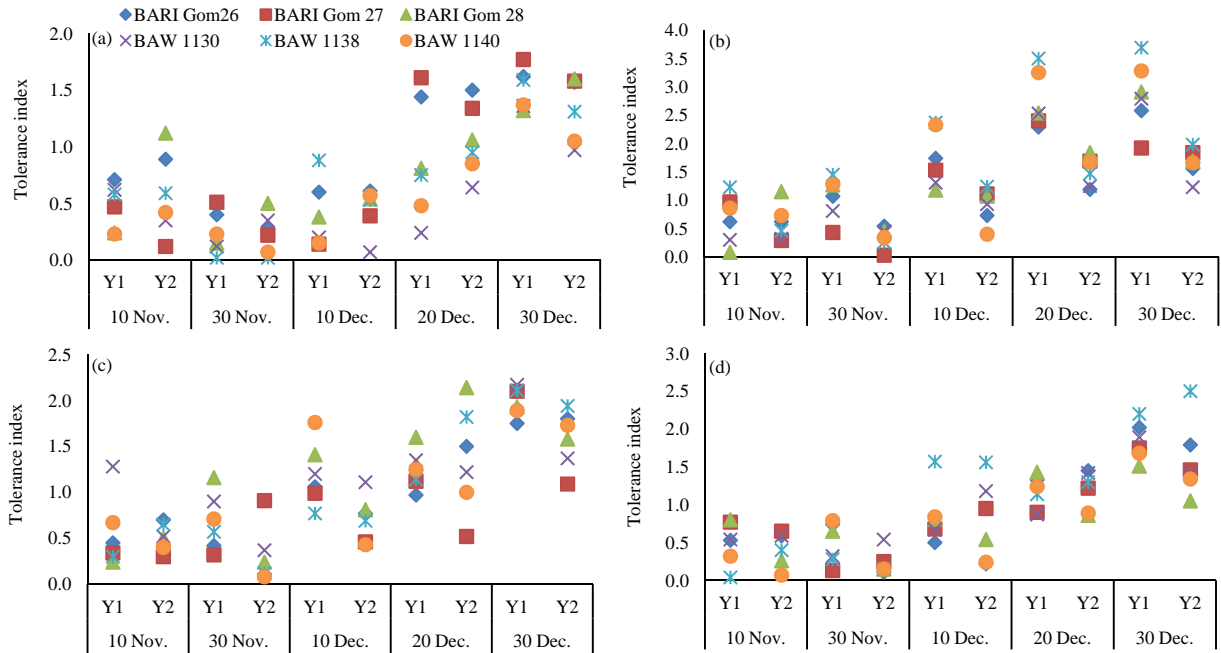 BARI Gom26 BARI Gom 27 BARI Gom 28
BAW 1130 BAW 1138 BAW 1140
(a)
Tolerance index
2.0
1.5
1.0
0.5
0.0
Y1 Y2 Y1 Y2 Y1 Y2 Y1 Y2 Y1 Y2
10 Nov. 30 Nov. 10 Dec. 20 Dec. 30 Dec.
(b)
Tolerance index
4.0
3.5
3.0
2.5
2.0
1.5
1.0
0.5
0.0
Y1 Y2 Y1 Y2 Y1 Y2 Y1 Y2 Y1 Y2
10 Nov. 30 Nov. 10 Dec. 20 Dec. 30 Dec.
(c)
Tolerance index
2.5
2.0
1.5
1.0
0.5
0.0
Y1 Y2 Y1 Y2 Y1 Y2 Y1 Y2 Y1 Y2
10 Nov. 30 Nov. 10 Dec. 20 Dec. 30 Dec.
(d)
Tolerance index
3.0
2.5
2.0
1.5
1.0
0.5
0.0
Y1 Y2 Y1 Y2 Y1 Y2 Y1 Y2 Y1 Y2
10 Nov. 30 Nov. 10 Dec. 20 Dec. 30 Dec.